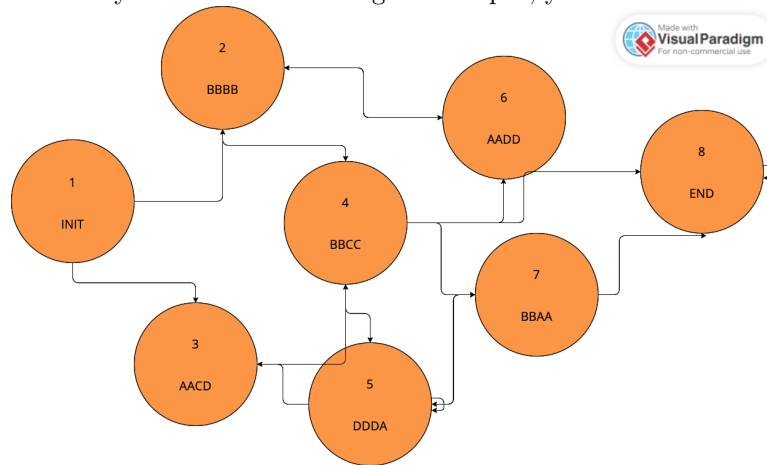 Made with
Visual Paradigm
For non-commercial use
2
BBBB
6
AADD
8
END
1
INIT
4
BBCC
7
BBAA
3
AACD
5
DDDA